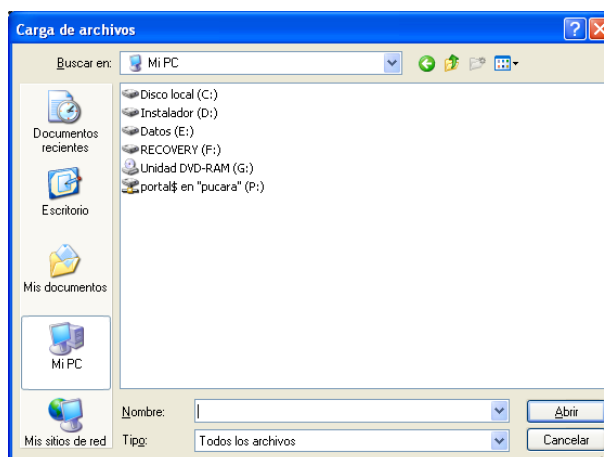 Carga de archivos
Buscar en: Mi PC
Documentos
recientes
Escritorio
Mis documentos
Mi PC
Mis sitios de red
Disco local (C:)
Instalador (D:)
Datos (E:)
RECOVERY (F:)
Unidad DVD-RAM (G:)
portal$ en "pucara" (P:)
Nombre:
Abrir
Tipo: Todos los archivos
Cancelar